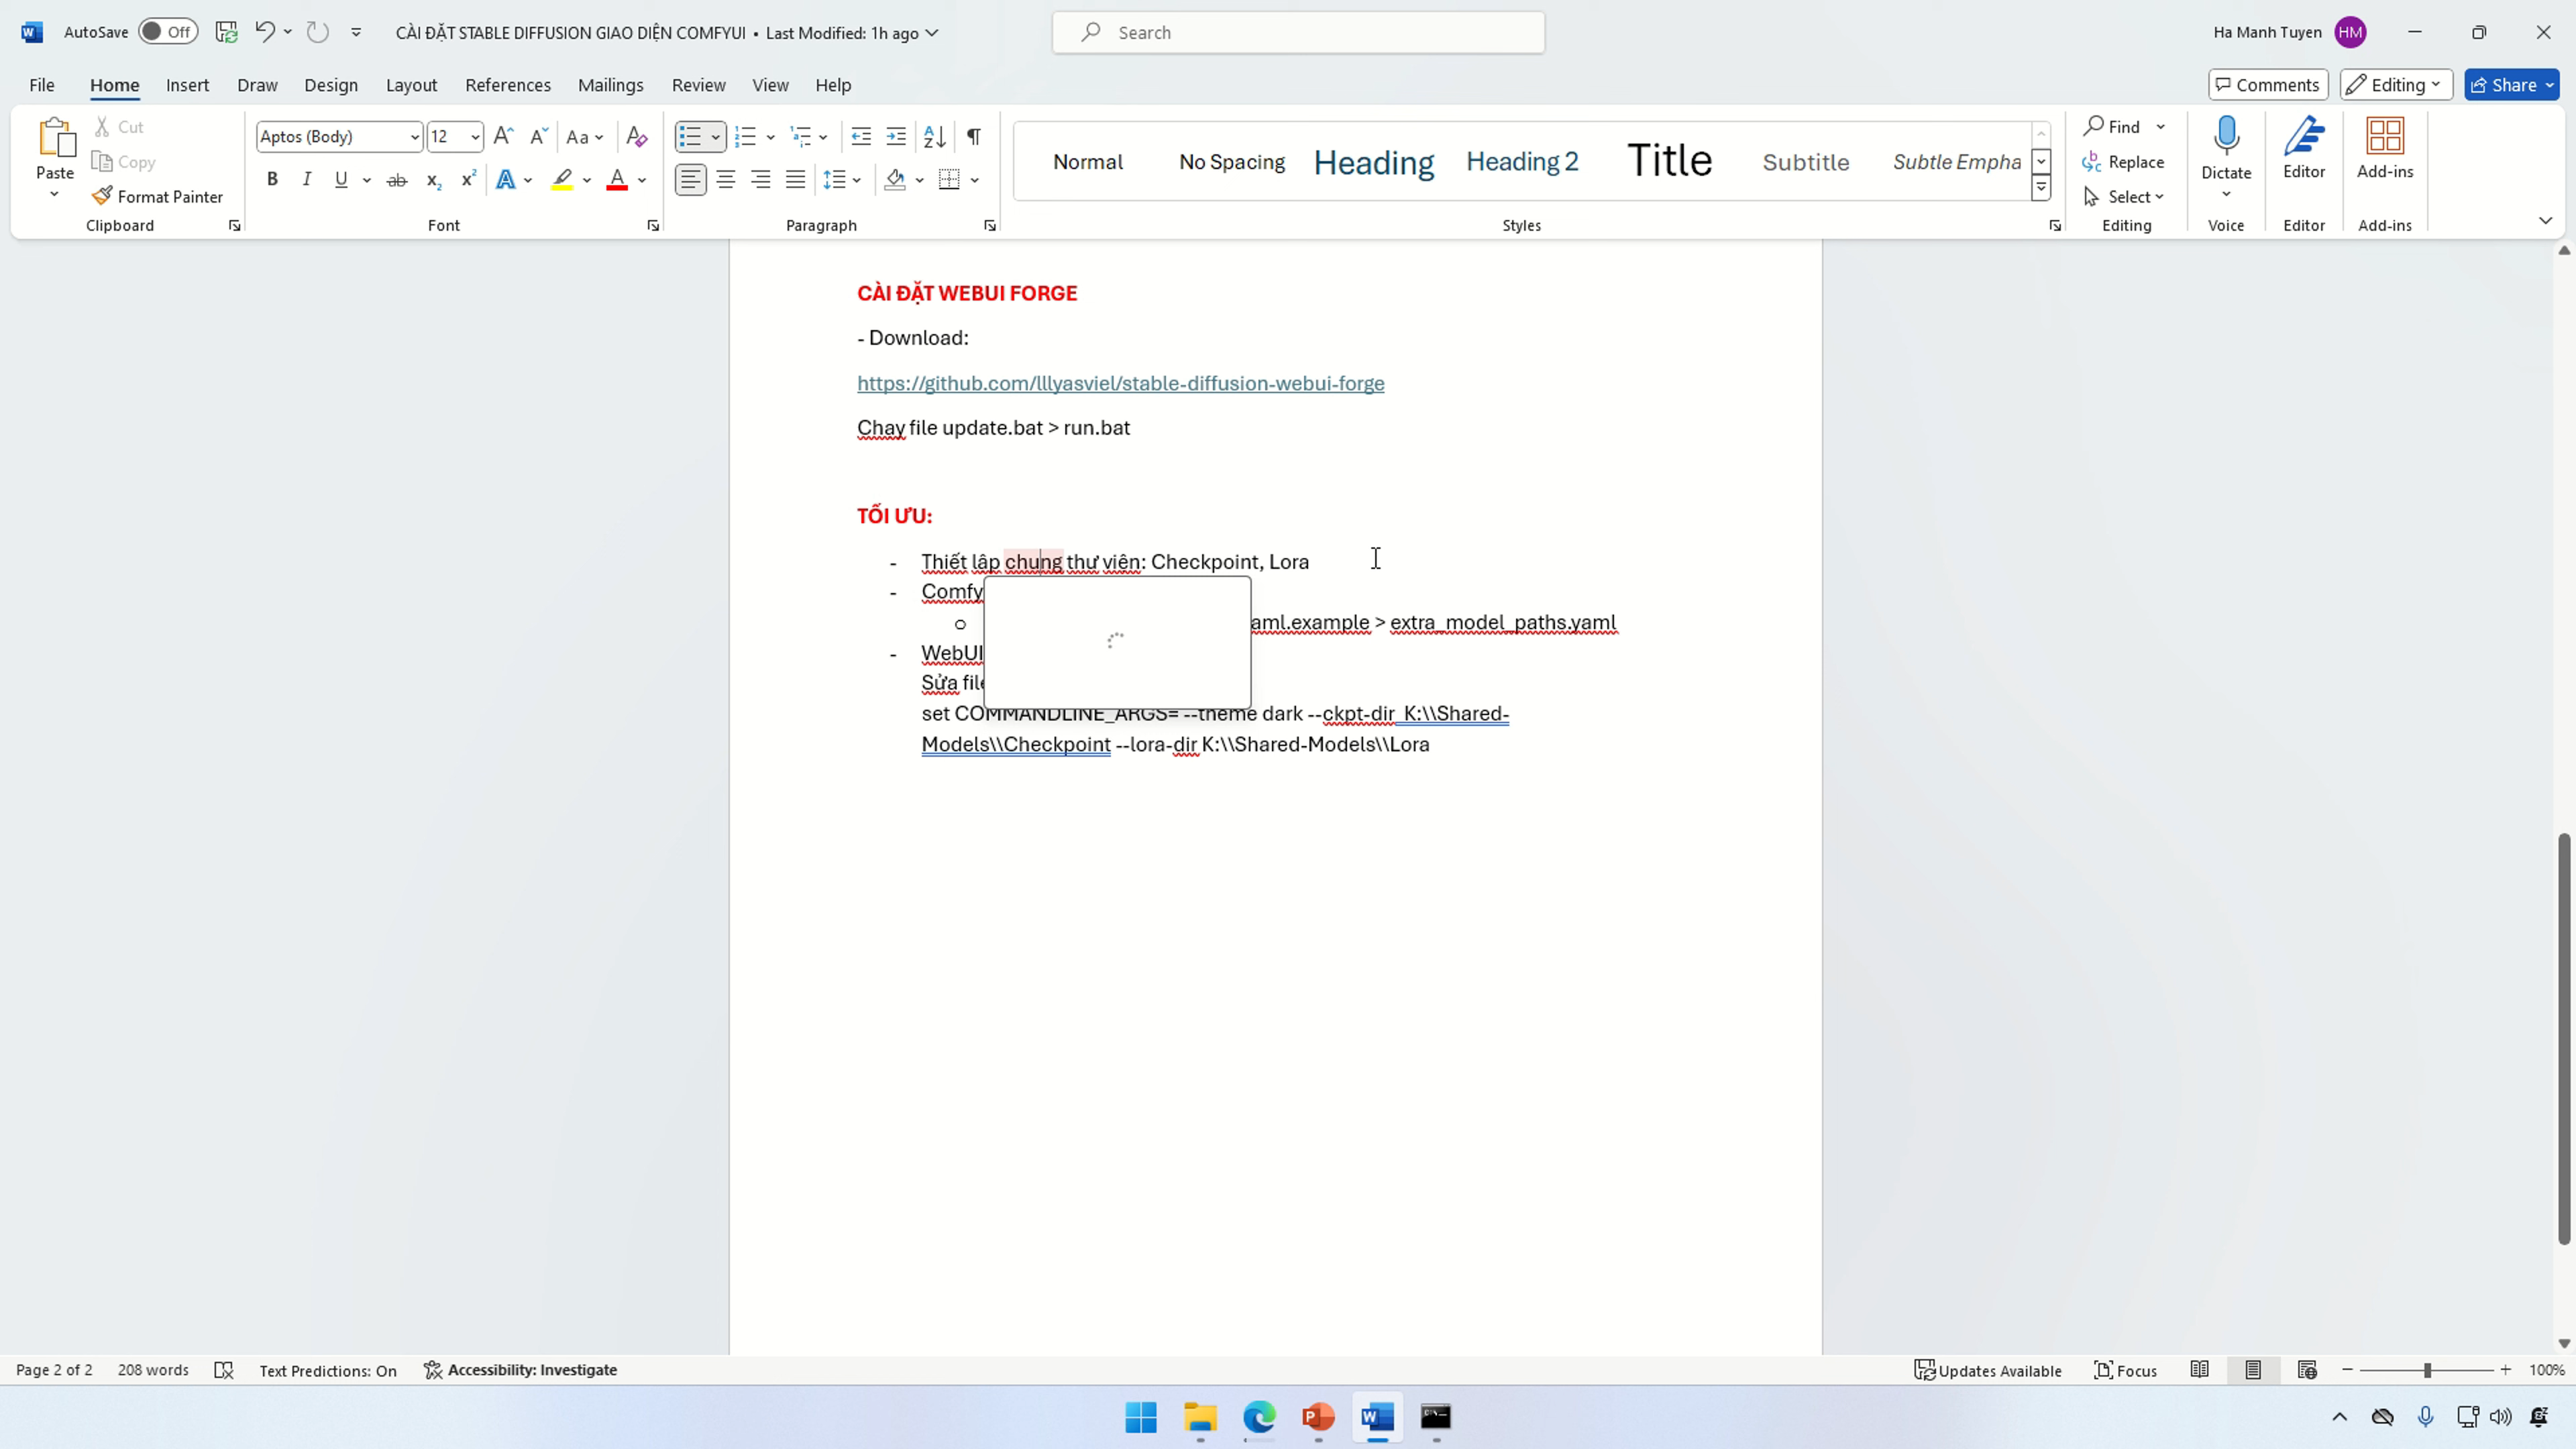 AutoSave Off CÀI ĐẶT STABLE DIFFUSION GIAO DIỆN COMFYUI • Last Modified: 1h ago Search Ha Manh Tuyen HM
File Home Insert Draw Design Layout References Mailings Review View Help Comments Editing Share
Paste
Cut
Copy
Format Painter
Clipboard
Aptos (Body) 12
Font
Paragraph
Normal No Spacing Heading Heading 2 Title Subtitle Subtle Empha
Styles
Find
Replace
Select
Editing
Dictate
Voice
Editor
Editor
Add-ins
Add-ins
CÀI ĐẶT WEBUI FORGE
- Download:
https://github.com/lllyasviel/stable-diffusion-webui-forge
Chay file update.bat > run.bat
TỐI ƯU:
- Thiết lâp chung thư viên: Checkpoint, Lora
- Comfy
o aml.example > extra_model_paths.yaml
- WebUI
Sửa file
set COMMANDLINE_ARGS= --theme dark --ckpt-dir K:\\Shared-
Models\\Checkpoint --lora-dir K:\\Shared-Models\\Lora
Page 2 of 2 208 words Text Predictions: On Accessibility: Investigate Updates Available Focus 100%